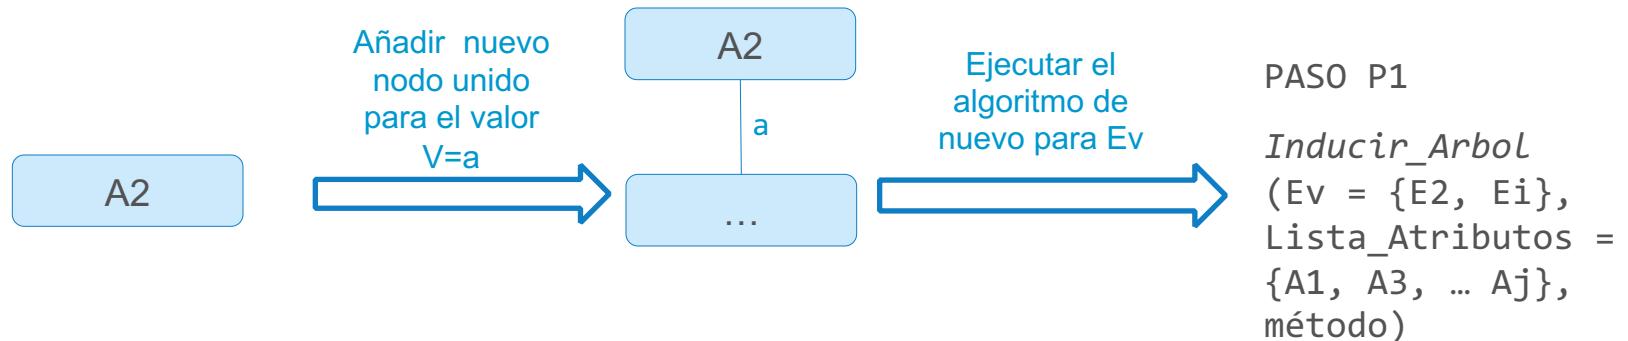 A2
Añadir nuevo
nodo unido
para el valor
V=a
A2
a
...
Ejecutar el
algoritmo de
nuevo para Ev
PASO P1
Inducir_Arbol
(Ev = {E2, Ei},
Lista_Atributos =
{A1, A3, … Aj},
método)